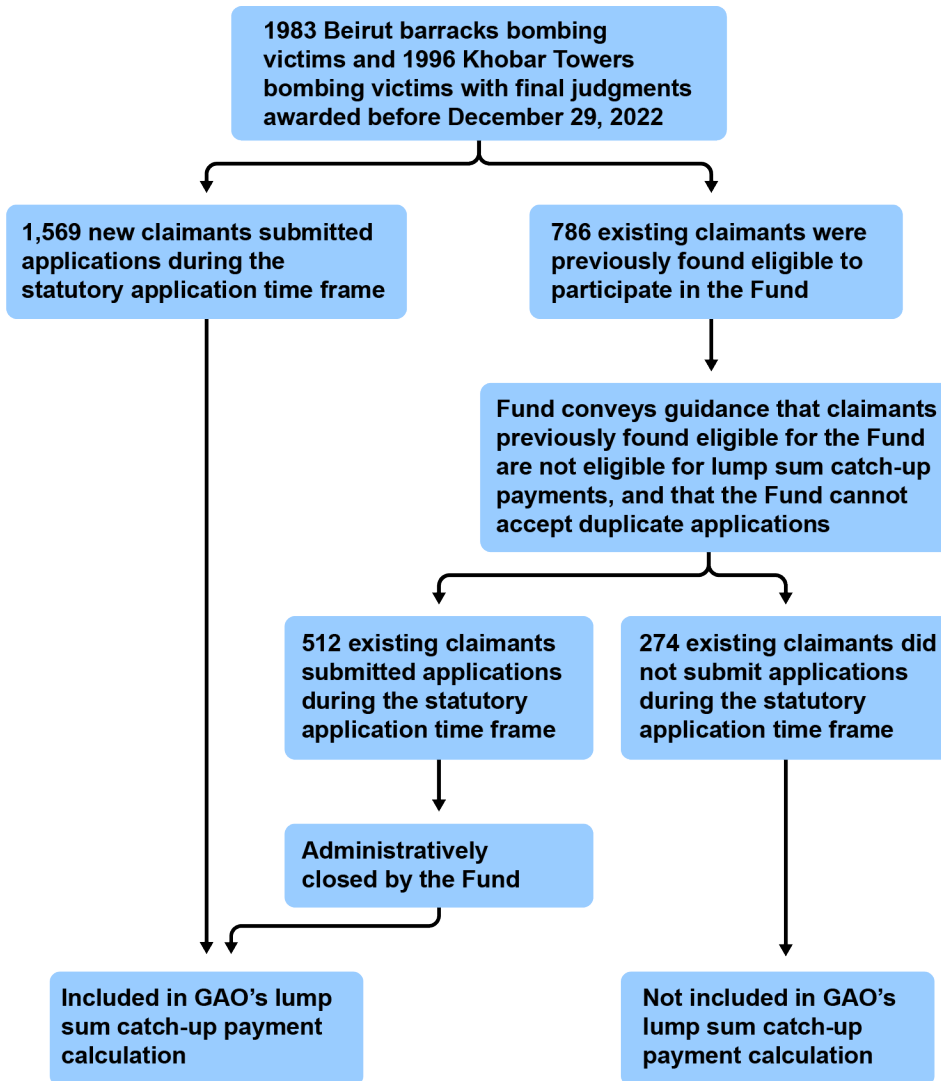 1983 Beirut barracks bombing
victims and 1996 Khobar Towers
bombing victims with final judgments
awarded before December 29, 2022
1,569 new claimants submitted
applications during the
statutory application time frame
786 existing claimants were
previously found eligible to
participate in the Fund
Fund conveys guidance that claimants
previously found eligible for the Fund
are not eligible for lump sum catch-up
payments, and that the Fund cannot
accept duplicate applications
512 existing claimants
submitted applications
during the statutory
application time frame
274 existing claimants did
not submit applications
during the statutory
application time frame
Administratively
closed by the Fund
Included in GAO’s lump
sum catch-up payment
calculation
Not included in GAO’s
lump sum catch-up
payment calculation